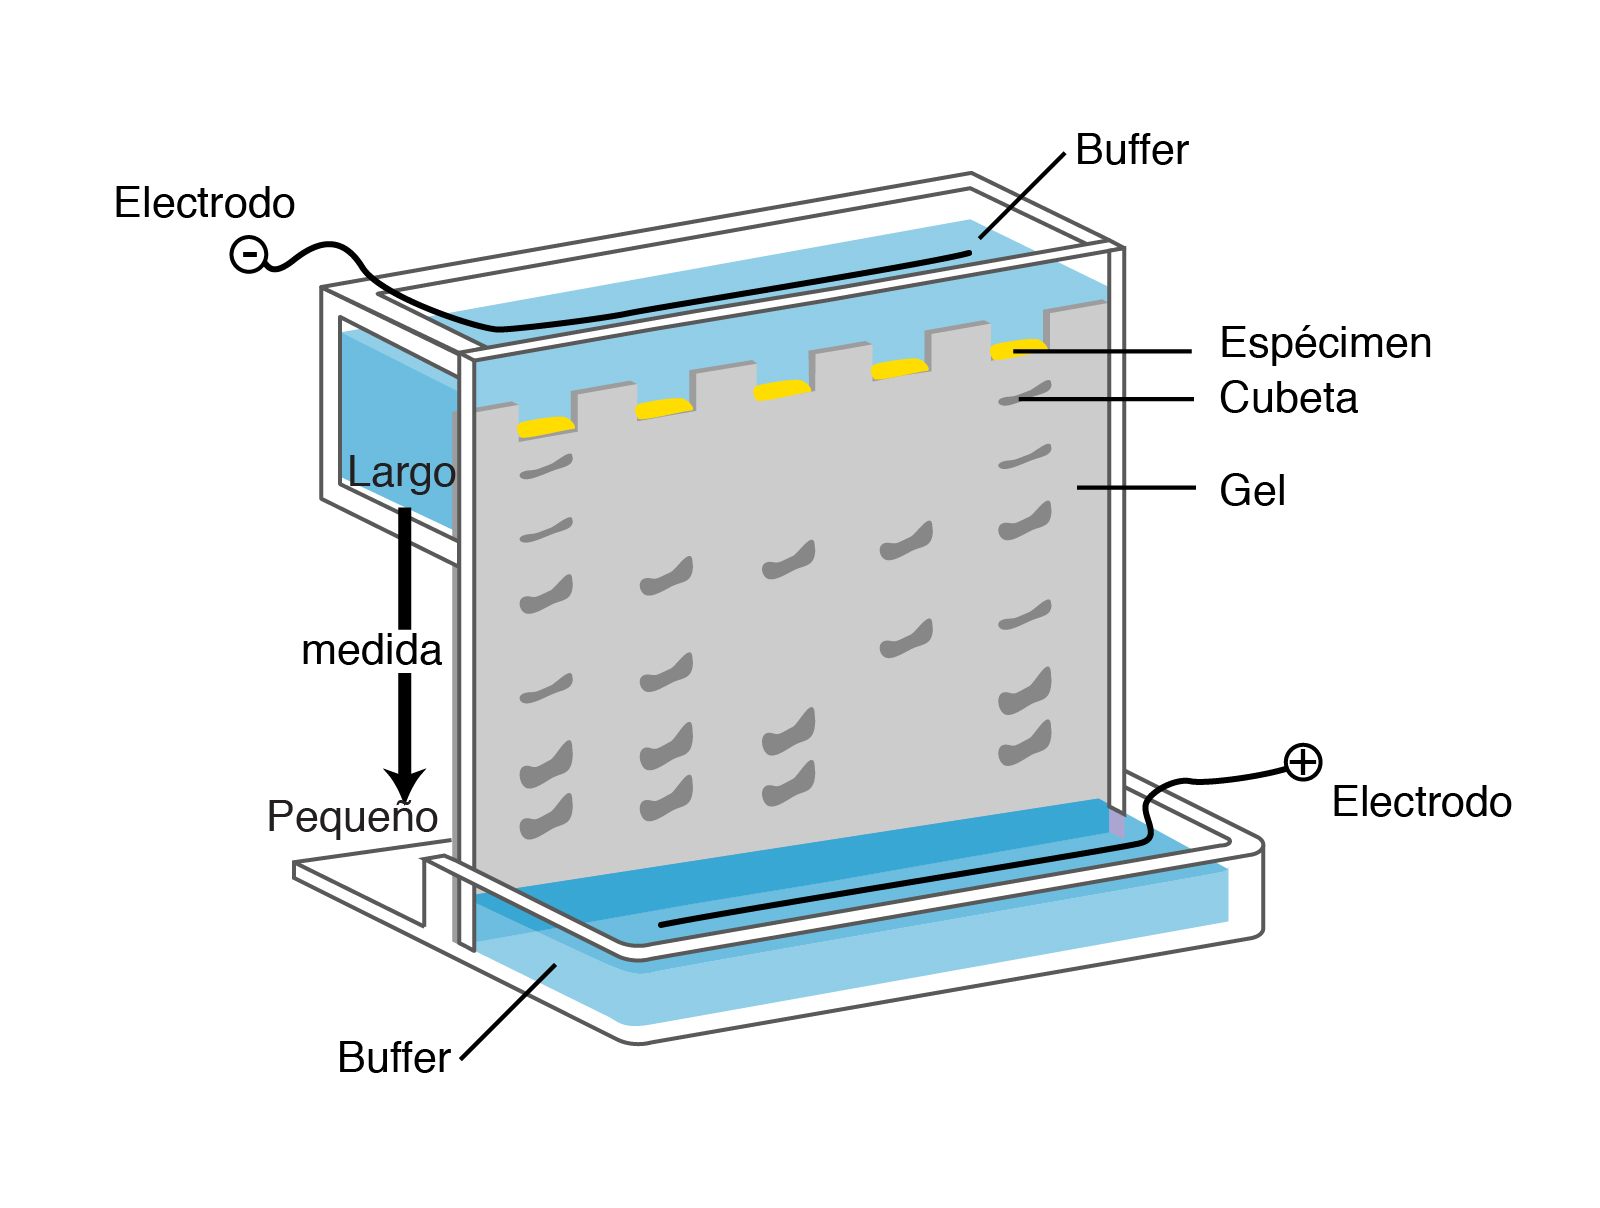 Buffer
Electrodo
-
Espécimen
Cubeta
Gel
Largo
medida
Pequeño
+
Electrodo
Buffer